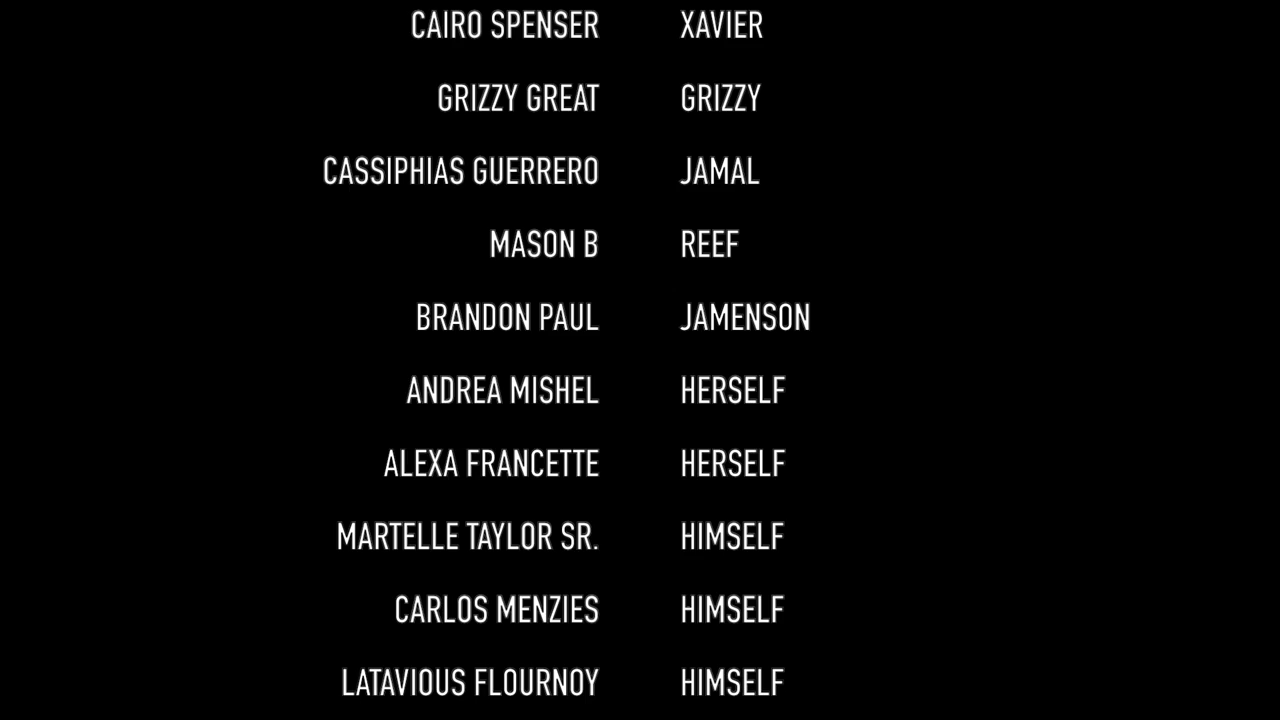 CAIRO SPENSER XAVIER
GRIZZY GREAT GRIZZY
CASSIPHIAS GUERRERO JAMAL
MASON B REEF
BRANDON PAUL JAMENSON
ANDREA MISHEL HERSELF
ALEXA FRANCETTE HERSELF
MARTELLE TAYLOR SR. HIMSELF
CARLOS MENZIES HIMSELF
LATAVIOUS FLOURNOY HIMSELF